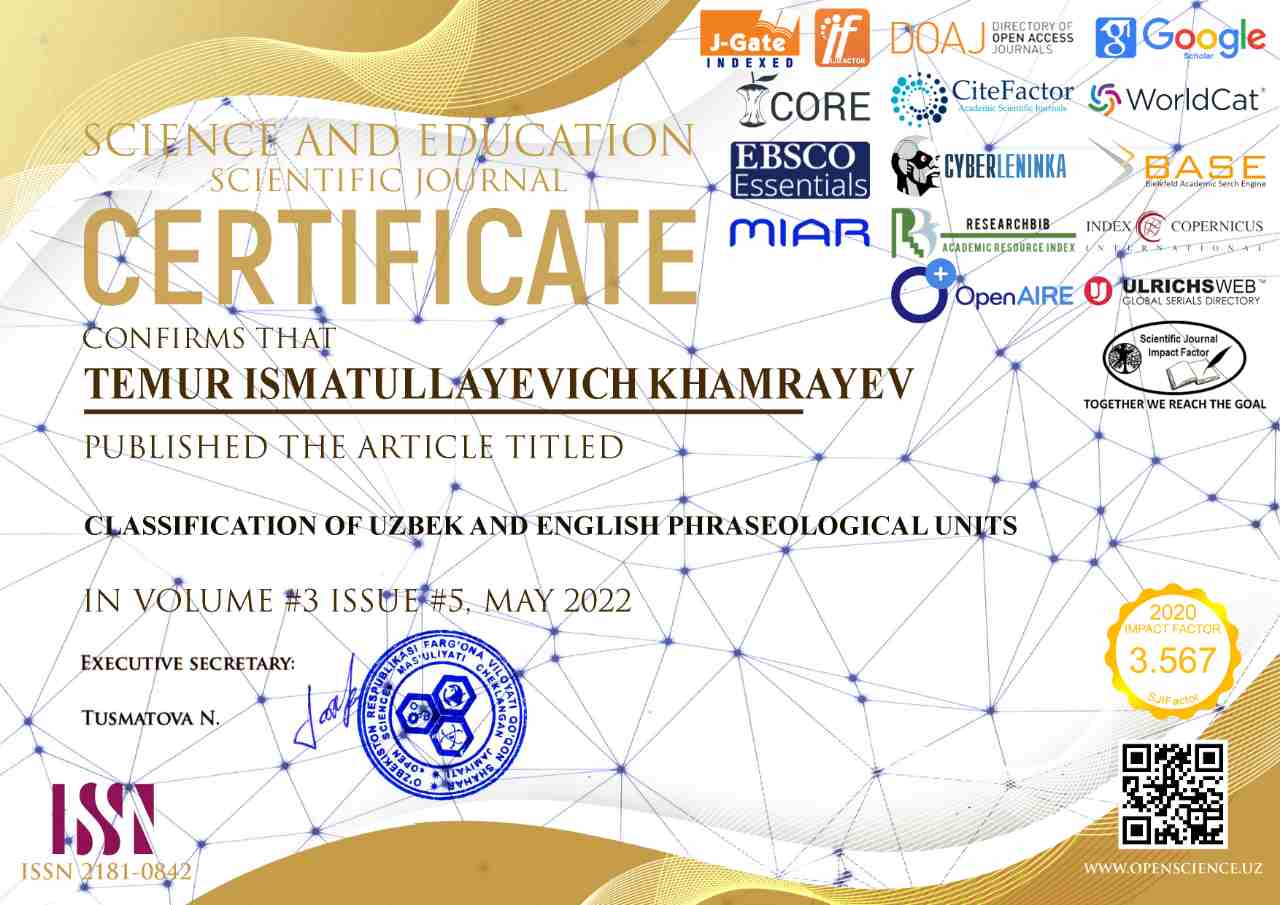 SCIENCE AND EDUCATION
SCIENTIFIC JOURNAL
CERTIFICATE
CONFIRMS THAT
TEMUR ISMATULLAYEVICH KHAMRAYEV
PUBLISHED THE ARTICLE TITLED
CLASSIFICATION OF UZBEK AND ENGLISH PHRASEOLOGICAL UNITS
IN VOLUME #3 ISSUE #5, MAY 2022
EXECUTIVE SECRETARY:
TUSMATOVA N.
O'ZBEKISTON RESPUBLIKASI FARG'ONA VILOYATI QO'QON SHAHAR
"OPEN SCIENCE" MAS'ULIYATI CHEKLANGAN JAMIYATI
ISSN
ISSN 2181-0842
J-Gate
INDEXED
if
SJIFACTOR
DOAJ
DIRECTORY OF
OPEN ACCESS
JOURNALS
g
Google
Scholar
CORE
CiteFactor
Academic Scientific Journals
WorldCat
EBSCO
Essentials
CYBERLENINKA
BASE
Bielefeld Academic Serch Engine
MIAR
RESEARCHBIB
ACADEMIC RESOURCE INDEX
INDEX COPERNICUS
INTERNATIONAL
OpenAIRE
ULRICHSWEB™
GLOBAL SERIALS DIRECTORY
Scientific Journal
Impact Factor
TOGETHER WE REACH THE GOAL
2020
IMPACT FACTOR
3.567
SJIFactor
WWW.OPENSCIENCE.UZ